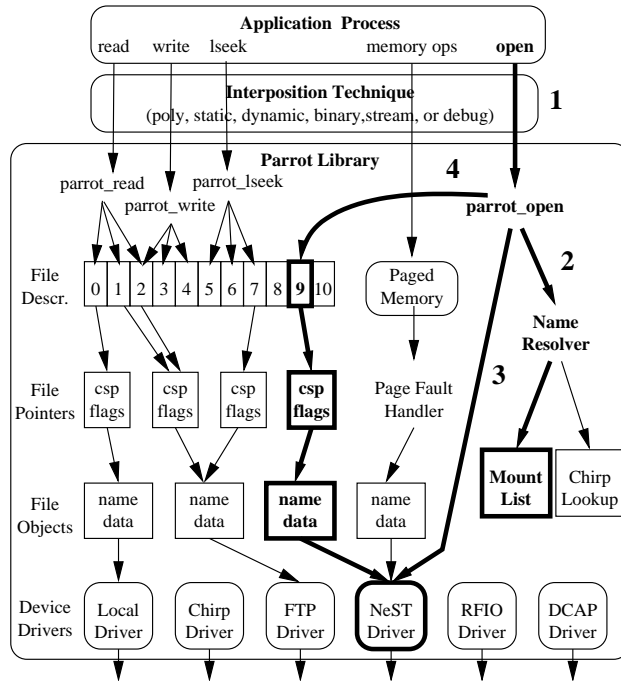 Application Process
read write lseek memory ops open
Interposition Technique
(poly, static, dynamic, binary,stream, or debug)
1
Parrot Library
4
parrot_read parrot_lseek
parrot_write
parrot_open
File
Descr.
0 1 2 3 4 5 6 7 8 9 10
Paged
Memory
2
Name
Resolver
3
File
Pointers
csp
flags
csp
flags
csp
flags
csp
flags
Page Fault
Handler
Mount
List
Chirp
Lookup
File
Objects
name
data
name
data
name
data
name
data
Device
Drivers
Local
Driver
Chirp
Driver
FTP
Driver
NeST
Driver
RFIO
Driver
DCAP
Driver